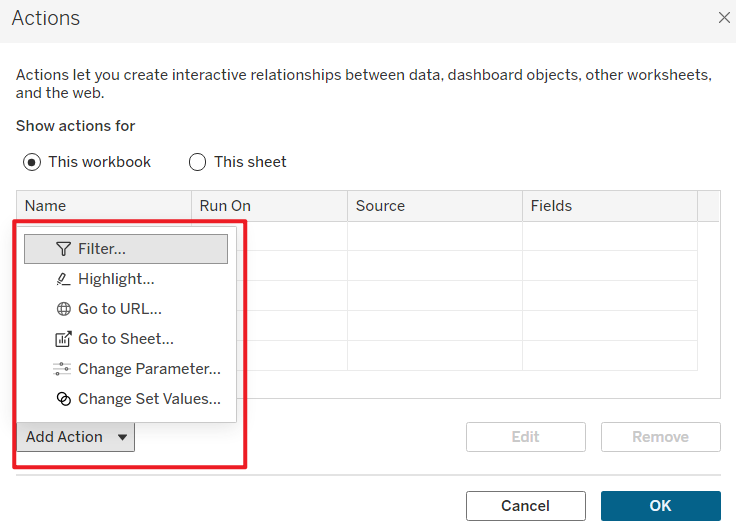 Actions
Actions let you create interactive relationships between data, dashboard objects, other worksheets,
and the web.
Show actions for
This workbook This sheet
Name Run On Source Fields
Filter...
Highlight...
Go to URL...
Go to Sheet...
Change Parameter...
Change Set Values...
Add Action Edit Remove
Cancel OK